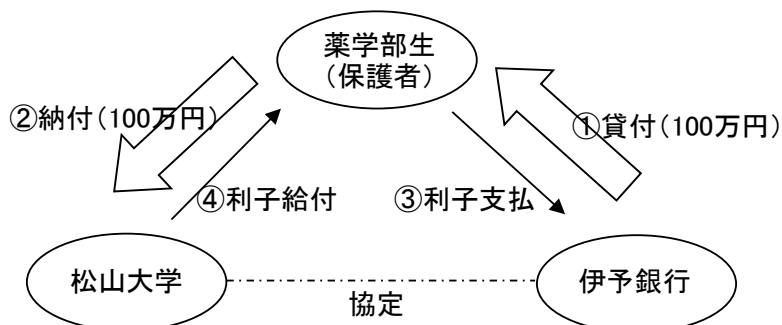 薬学部生
（保護者）
②納付（100万円）
①貸付（100万円）
④利子給付
③利子支払
松山大学
伊予銀行
協定